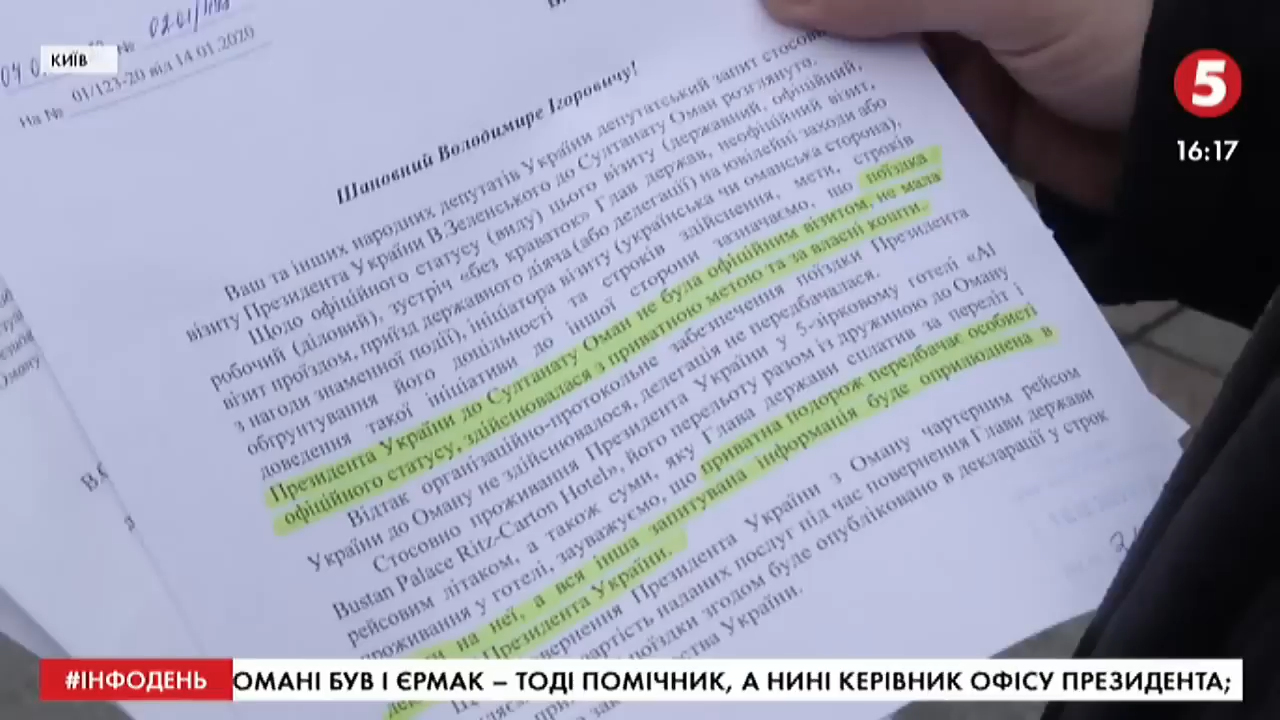 КИЇВ
5
16:17
0201/
На № 01/123-20 від 14.01.2020
Шановний Володимире Ігоровичу!
Ваш та інших народних депутатів України депутатський запит стосовно
візиту Президента України В.Зеленського до Султанату Оман розглянуто.
Щодо офіційного статусу (виду) цього візиту (державний, офіційний,
робочий (діловий), зустріч «без краваток» Глав держав, неофіційний візит,
візит проїздом, приїзд державного діяча (або делегації) на ювілейні заходи або
з нагоди знаменної події), ініціатора візиту (українська чи оманська сторона),
обґрунтування його доцільності та строків здійснення, мети, строків
доведення такої ініціативи до іншої сторони зазначаємо, що поїздка
Президента України до Султанату Оман не була офіційним візитом, не мала
офіційного статусу, здійснювалася з приватною метою та за власні кошти.
Відтак організаційно-протокольне забезпечення поїздки Президента
України до Оману не здійснювалося, делегація не передбачалася.
Стосовно проживання Президента України у 5-зірковому готелі «Al
Bustan Palace Ritz-Carton Hotel», його перельоту разом із дружиною до Оману
рейсовим літаком, а також суми, яку Глава держави сплатив за переліт і
проживання у готелі, зауважуємо, що приватна подорож передбачає особисті
на неї, а вся інша запитувана інформація буде оприлюднена в
Президента України.
повернення Президента України з Оману чартерним рейсом
вартість наданих послуг під час повернення Глави держави
поїздки згодом буде опубліковано в декларації у строк
України.
#ІНФОДЕНЬ
ОМАНІ БУВ І ЄРМАК – ТОДІ ПОМІЧНИК, А НИНІ КЕРІВНИК ОФІСУ ПРЕЗИДЕНТА;